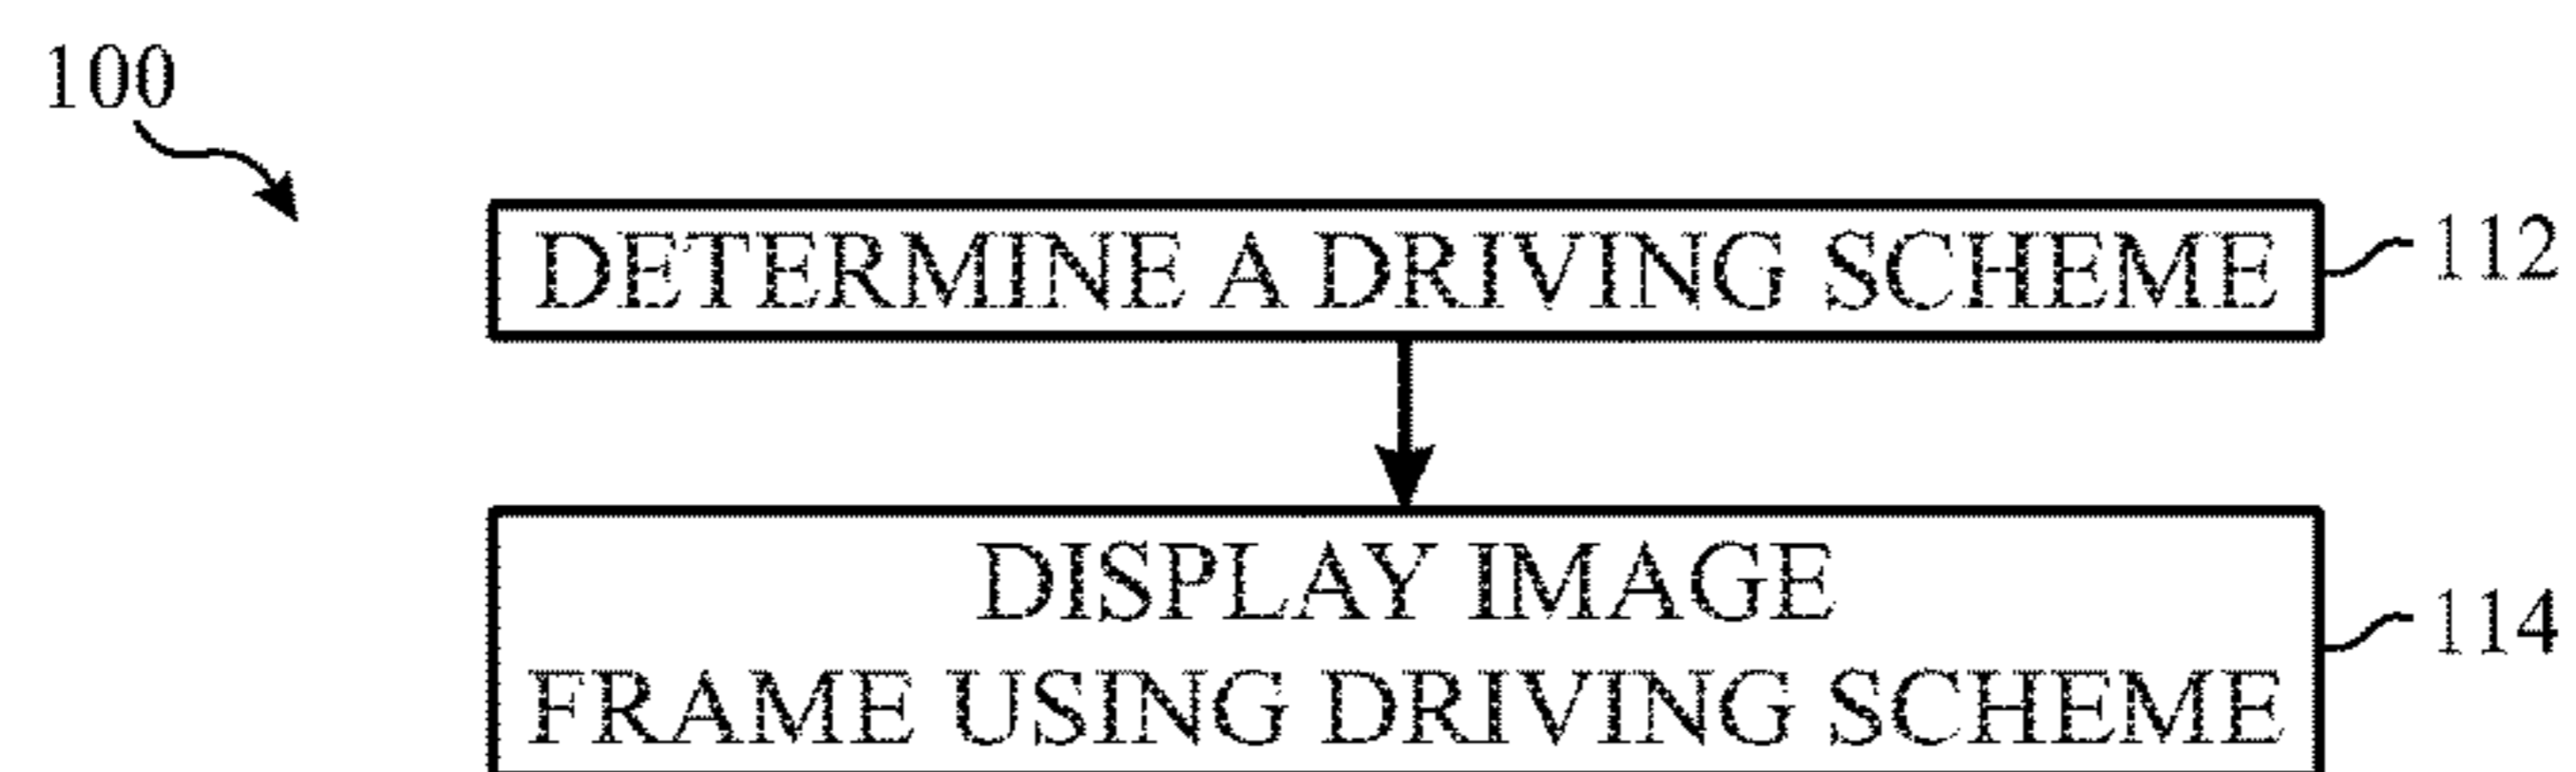 100
DETERMINE A DRIVING SCHEME
112
DISPLAY IMAGE
FRAME USING DRIVING SCHEME
114